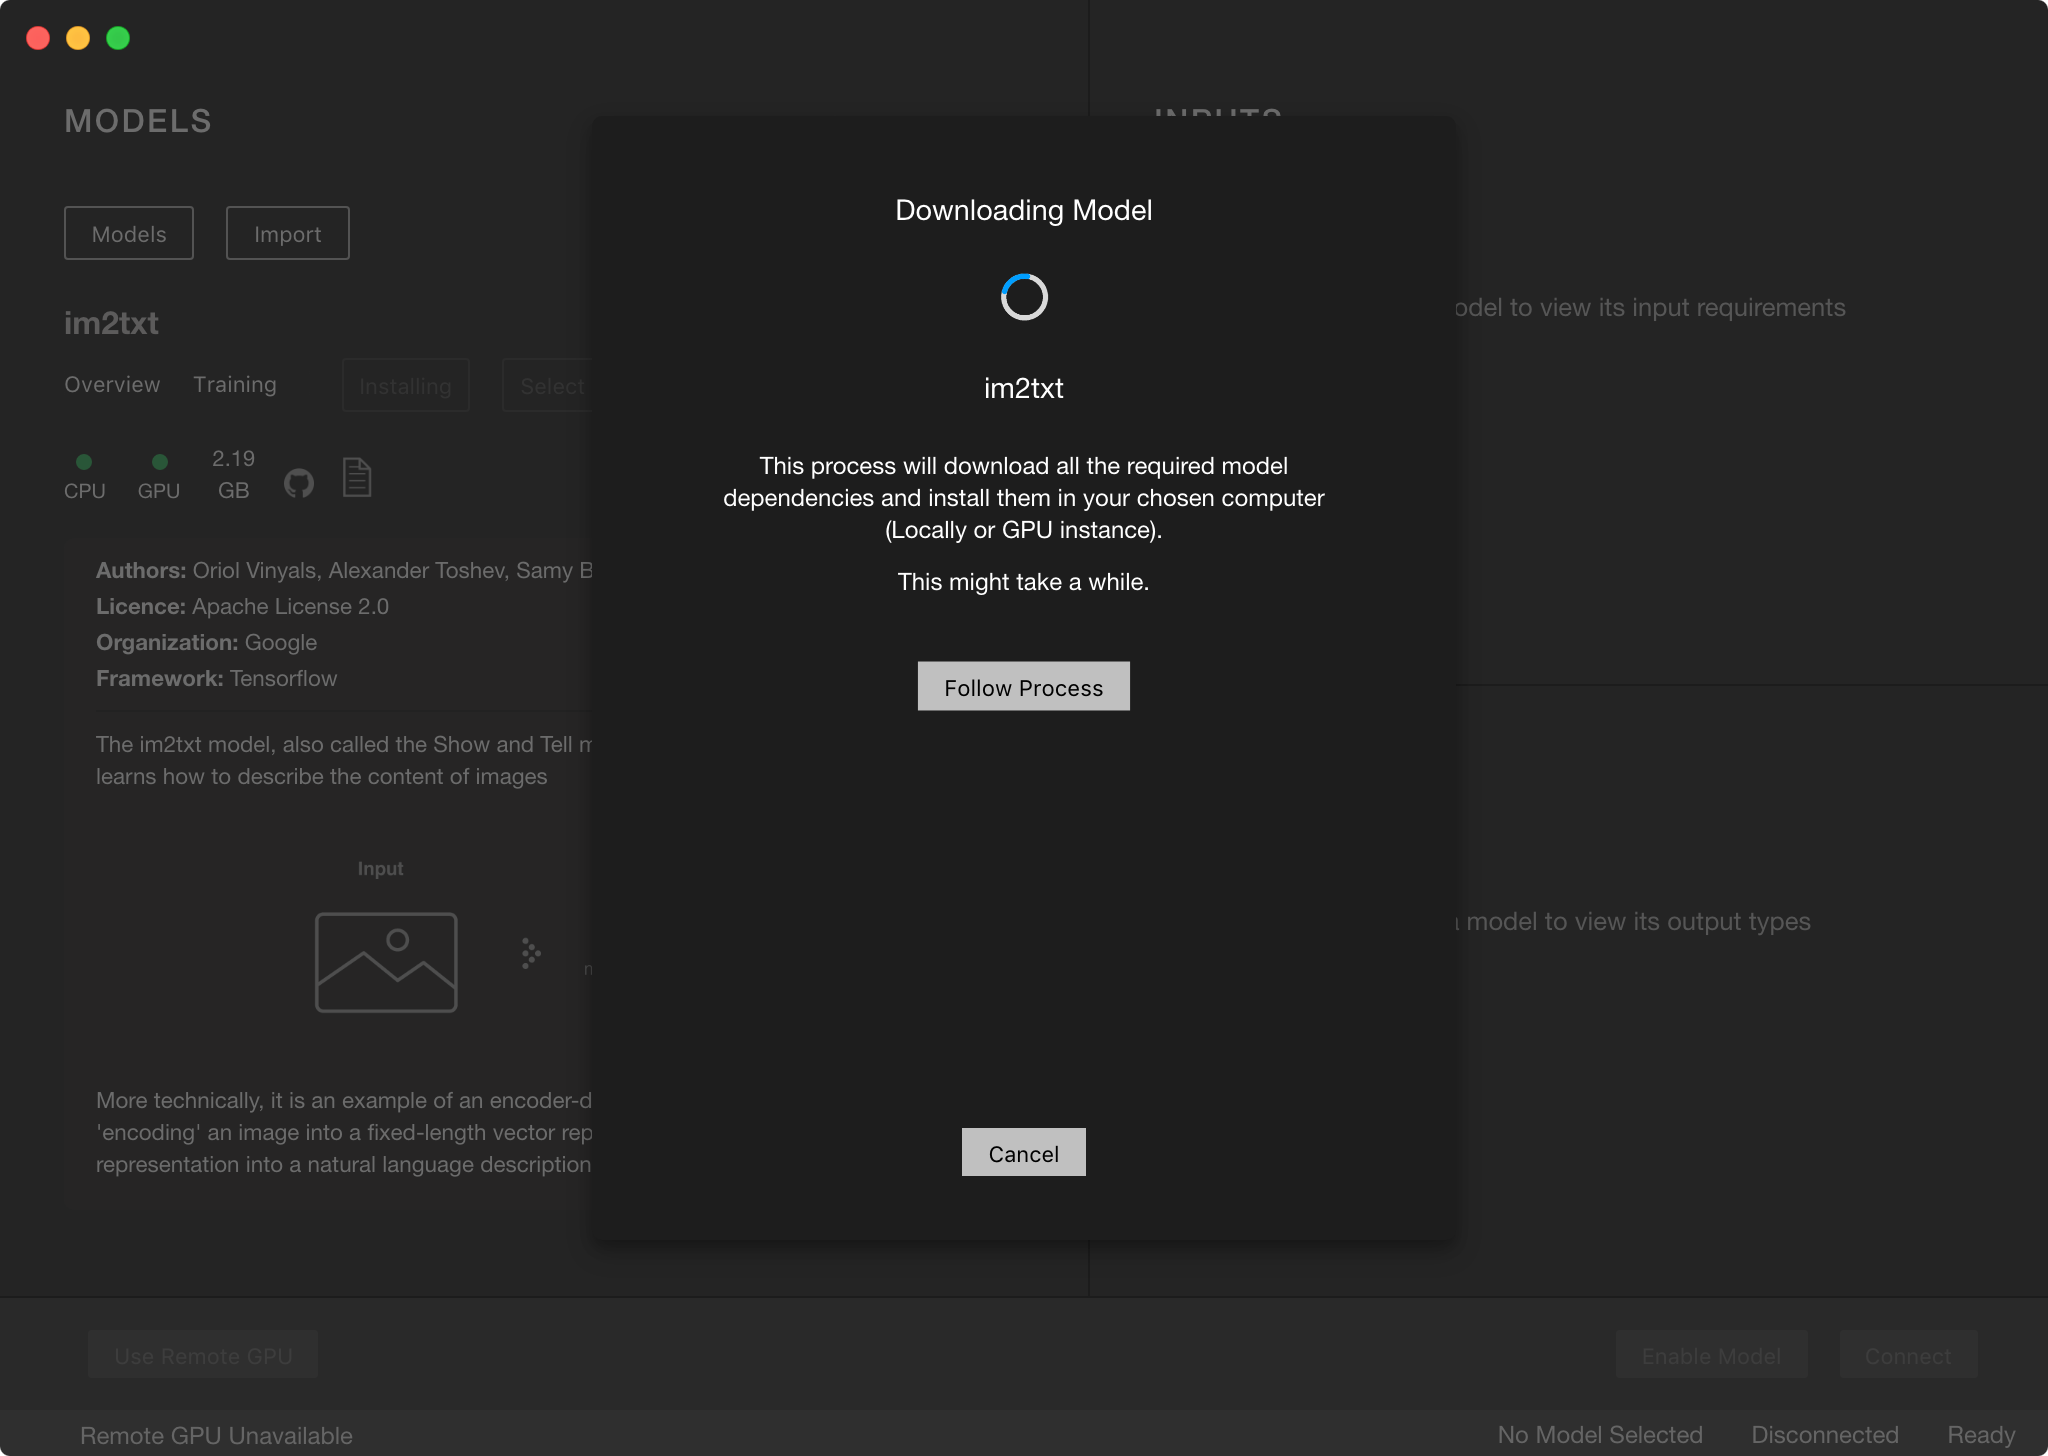 MODELS
Models
Import
im2txt
Overview
Training
Installing
Select
CPU
GPU
2.19
GB
Authors: Oriol Vinyals, Alexander Toshev, Samy
Licence: Apache License 2.0
Organization: Google
Framework: Tensorflow
The im2txt model, also called the Show and Tell
learns how to describe the content of images
Input
More technically, it is an example of an
'encoding' an image into a fixed-length vector
representation into a natural language description
Downloading Model
im2txt
This process will download all the required model
dependencies and install them in your chosen computer
(Locally or GPU instance).
This might take a while.
Follow Process
Cancel
INPUTS
to view its input requirements
model to view its output types
Use Remote GPU
Enable Model
Connect
Remote GPU Unavailable
No Model Selected
Disconnected
Ready